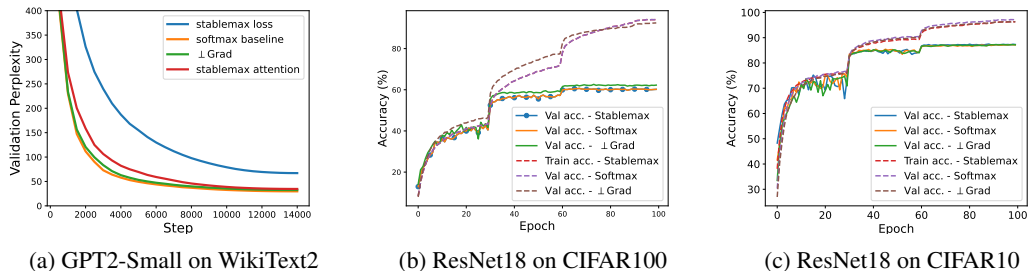 400
350
300
250
200
150
100
50
0
Validation Perplexity
2000 4000 6000 8000 10000 12000 14000
Step
stablemax loss
softmax baseline
⊥Grad
stablemax attention
(a) GPT2-Small on WikiText2
80
60
40
20
Accuracy (%)
0 20 40 60 80 100
Epoch
Val acc. - Stablemax
Val acc. - Softmax
Val acc. - ⊥Grad
Train acc. - Stablemax
Val acc. - Softmax
Val acc. - ⊥Grad
(b) ResNet18 on CIFAR100
100
90
80
70
60
50
40
30
Accuracy (%)
0 20 40 60 80 100
Epoch
Val acc. - Stablemax
Val acc. - Softmax
Val acc. - ⊥Grad
Train acc. - Stablemax
Val acc. - Softmax
Val acc. - ⊥Grad
(c) ResNet18 on CIFAR10